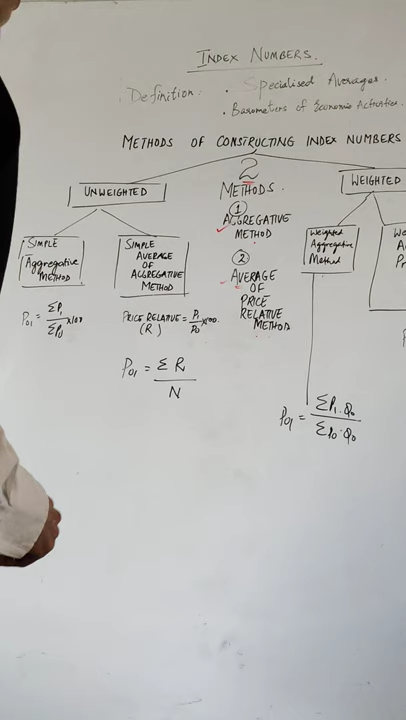 INDEX NUMBERS.
Definition: . Specialised Averages.
. Barometers of Economic Activities.
METHODS OF CONSTRUCTING INDEX NUMBERS
2
METHODS.
① AGGREGATIVE
METHOD
② AVERAGE
OF
PRICE
RELATIVE
METHOD
UNWEIGHTED
SIMPLE
Aggregative
METHOD
P01 = ΣP1/ΣP0 ×100
SIMPLE
AVERAGE
OF
AGGREGATIVE
METHOD
PRICE RELATIVE = P1/P0 ×100.
(R)
P01 = ΣR/N
WEIGHTED
Weighted
Aggregative
Method
P01 = ΣP1.Q0/ΣP0.Q0